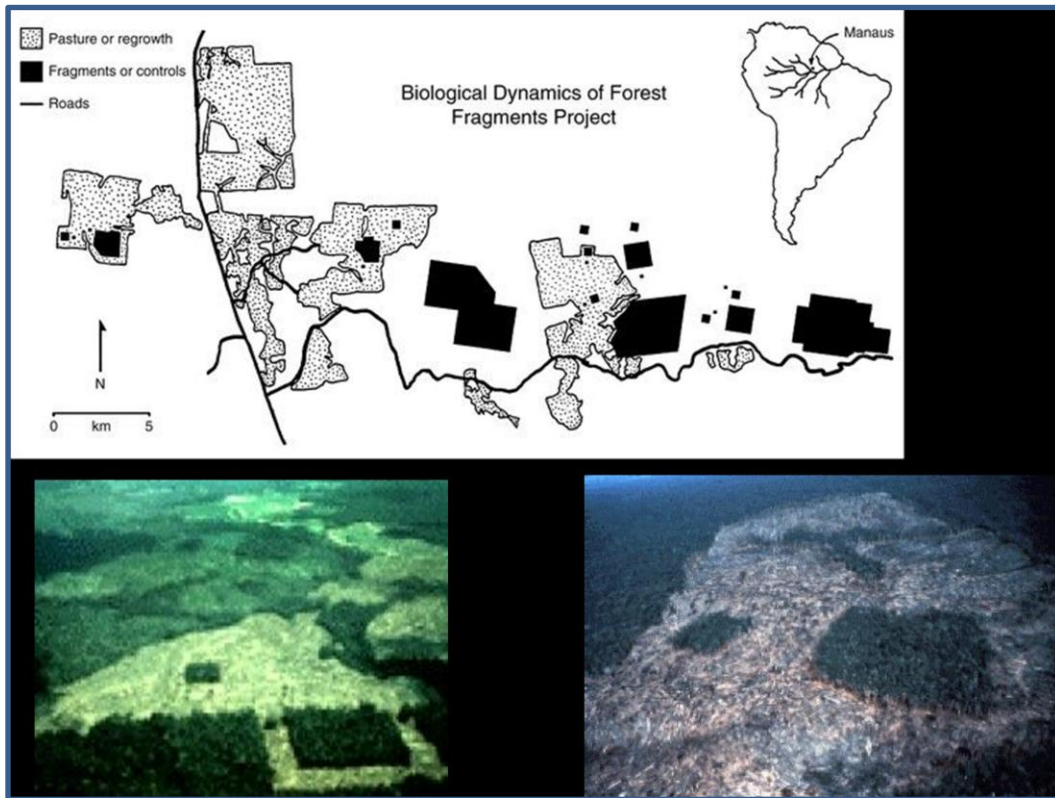 Pasture or regrowth
Fragments or controls
Roads
Biological Dynamics of Forest
Fragments Project
Manaus
N
0 km 5